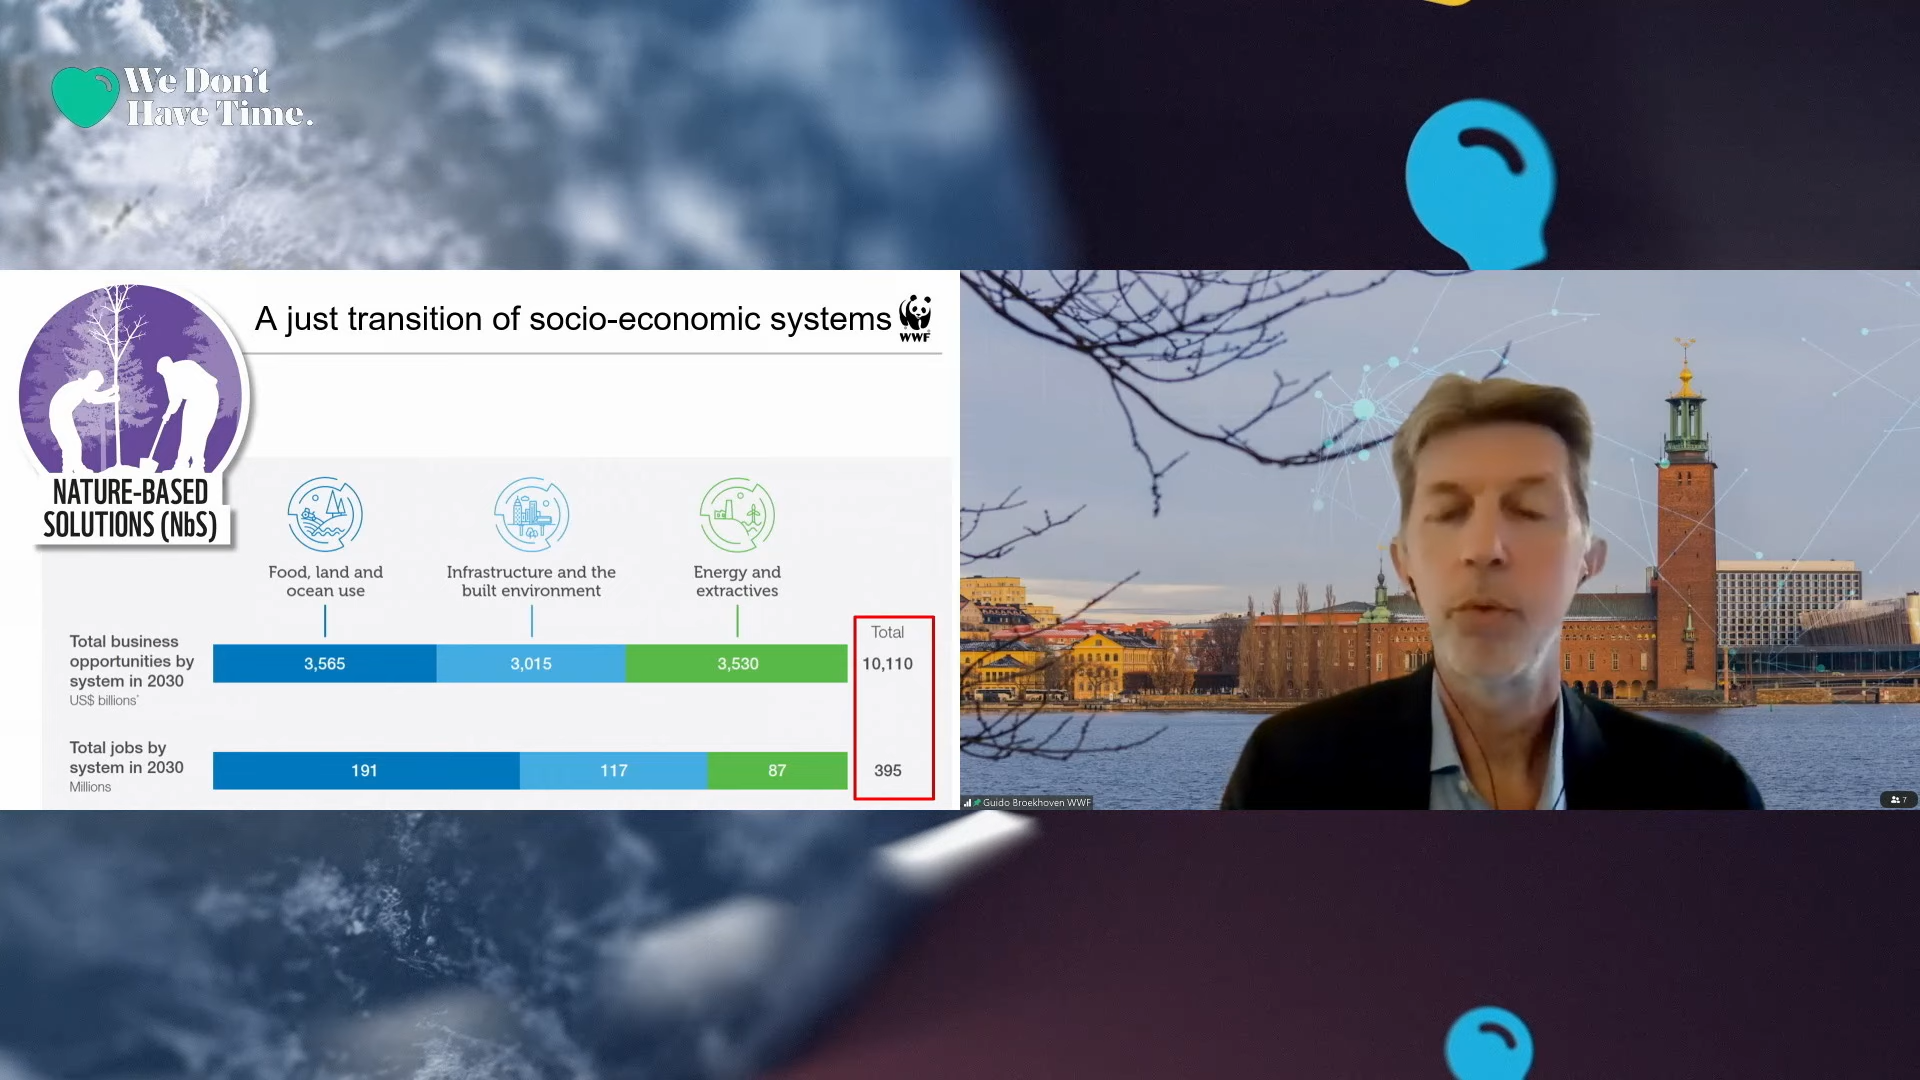 We Don't
Have Time.
A just transition of socio-economic systems
WWF
NATURE-BASED
SOLUTIONS (NbS)
Food, land and
ocean use
Infrastructure and the
built environment
Energy and
extractives
Total business
opportunities by
system in 2030
US$ billions*
3,565
3,015
3,530
Total
10,110
Total jobs by
system in 2030
Millions
191
117
87
395
Guido Broekhoven WWF
7